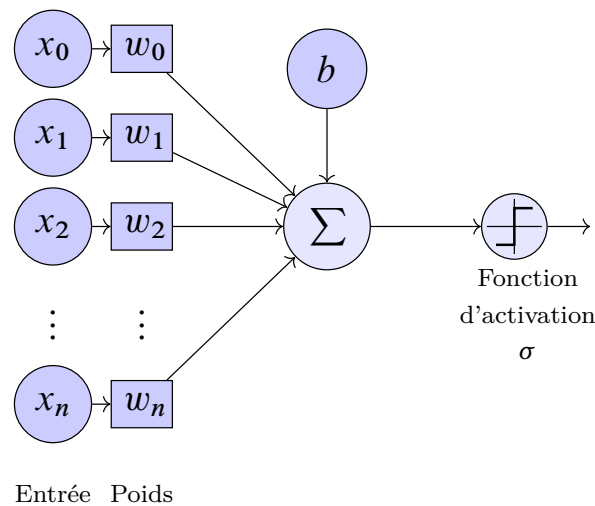 x₀ w₀
b
x₁ w₁
x₂ w₂
Σ
Fonction
d'activation
σ
⋮ ⋮
xₙ wₙ
Entrée Poids